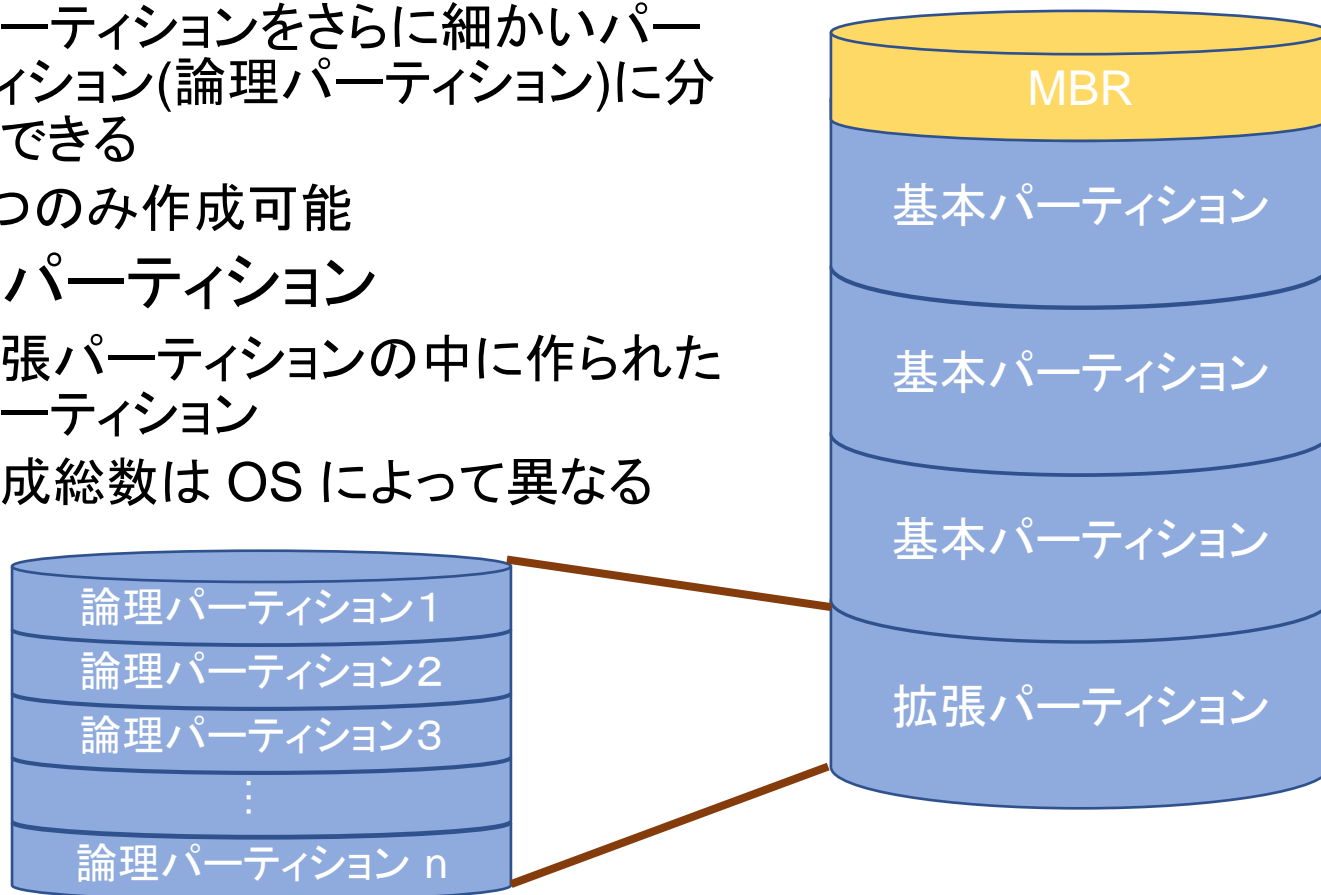 ーティションをさらに細かいパー
ィション(論理パーティション)に分
できる
つのみ作成可能
パーティション
張パーティションの中に作られた
ーティション
成総数は OS によって異なる
MBR
基本パーティション
基本パーティション
基本パーティション
拡張パーティション
論理パーティション1
論理パーティション2
論理パーティション3
⋮
論理パーティション n